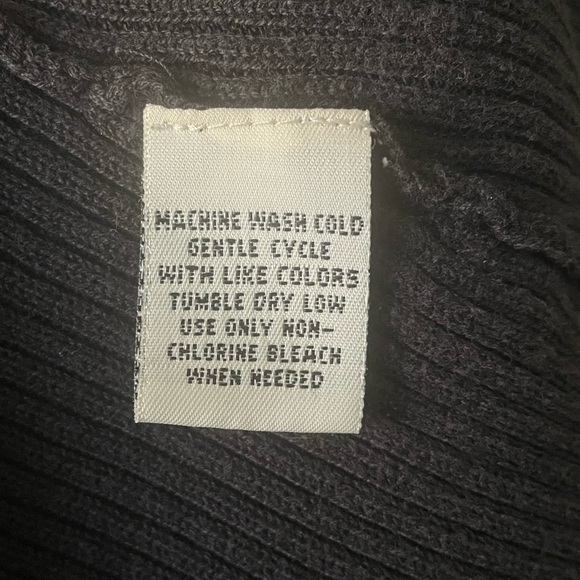 MACHINE WASH COLD
GENTLE CYCLE
WITH LIKE COLORS
TUMBLE DRY LOW
USE ONLY NON-
CHLORINE BLEACH
WHEN NEEDED